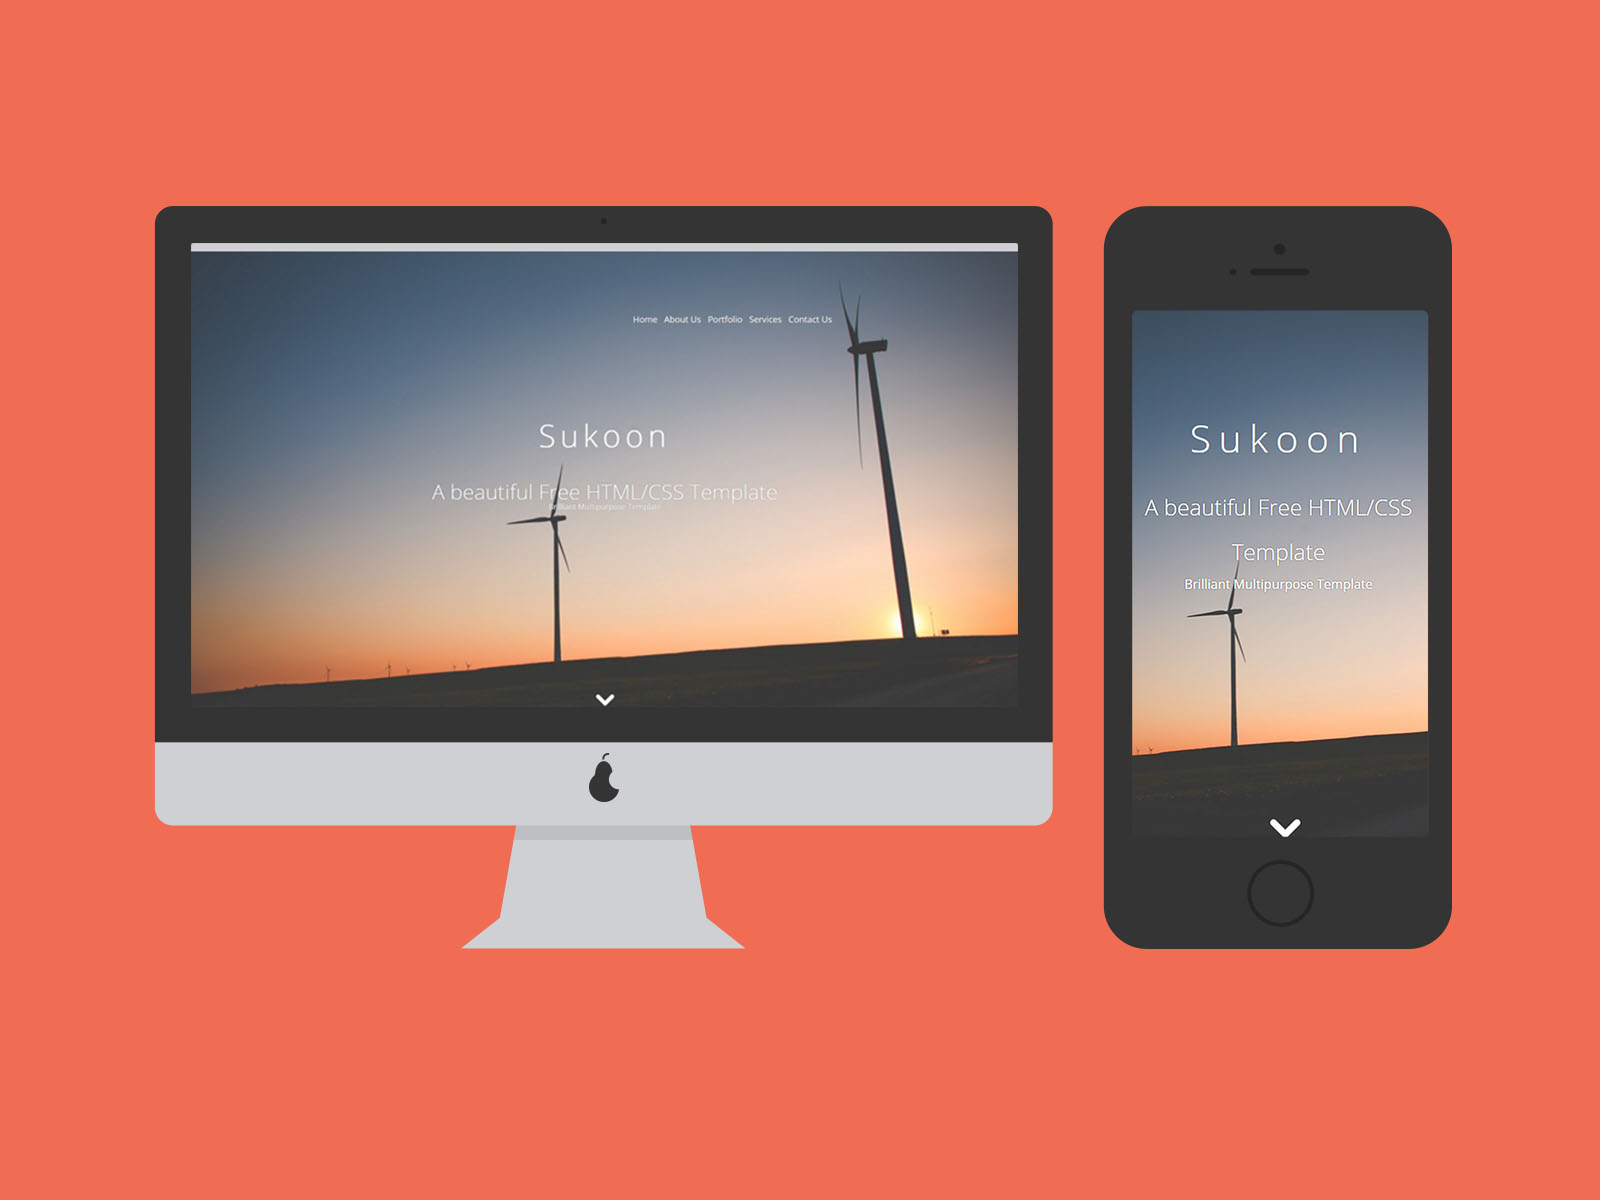 Home About Us Portfolio Services Contact Us
Sukoon
A beautiful Free HTML/CSS Template
Brilliant Multipurpose Template
Sukoon
A beautiful Free HTML/CSS
Template
Brilliant Multipurpose Template